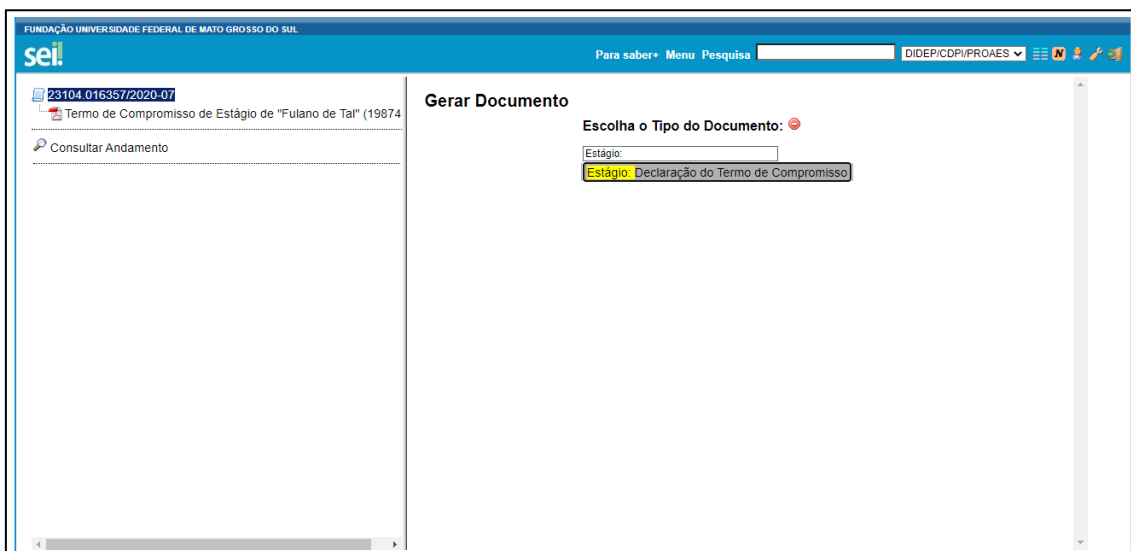 FUNDAÇÃO UNIVERSIDADE FEDERAL DE MATO GROSSO DO SUL
sei!
Para saber+ Menu Pesquisa DIDEP/CDPI/PROAES N
23104.016357/2020-07
Termo de Compromisso de Estágio de "Fulano de Tal" (19874
Consultar Andamento
Gerar Documento
Escolha o Tipo do Documento:
Estágio:
Estágio: Declaração do Termo de Compromisso